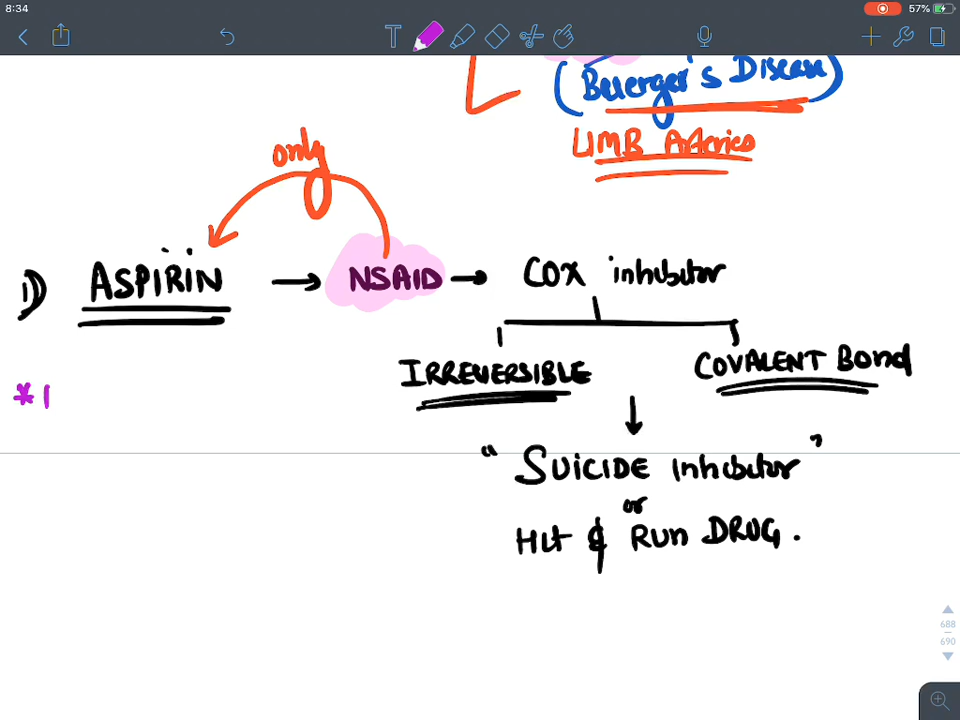 8:34
57%
T
(Buerger's Disease)
LIMB Arteries
only
1) ASPIRIN → NSAID → COX inhibitor
IRREVERSIBLE
COVALENT Bond
*1
"SUICIDE inhibitor"
or
Hit & Run DRUG.
688
690